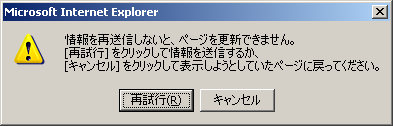 Microsoft Internet Explorer
情報を再送信しないと、ページを更新できません。
[再試行] をクリックして情報を送信するか、
[キャンセル] をクリックして表示しようとしていたページに戻ってください。
再試行(R)
キャンセル